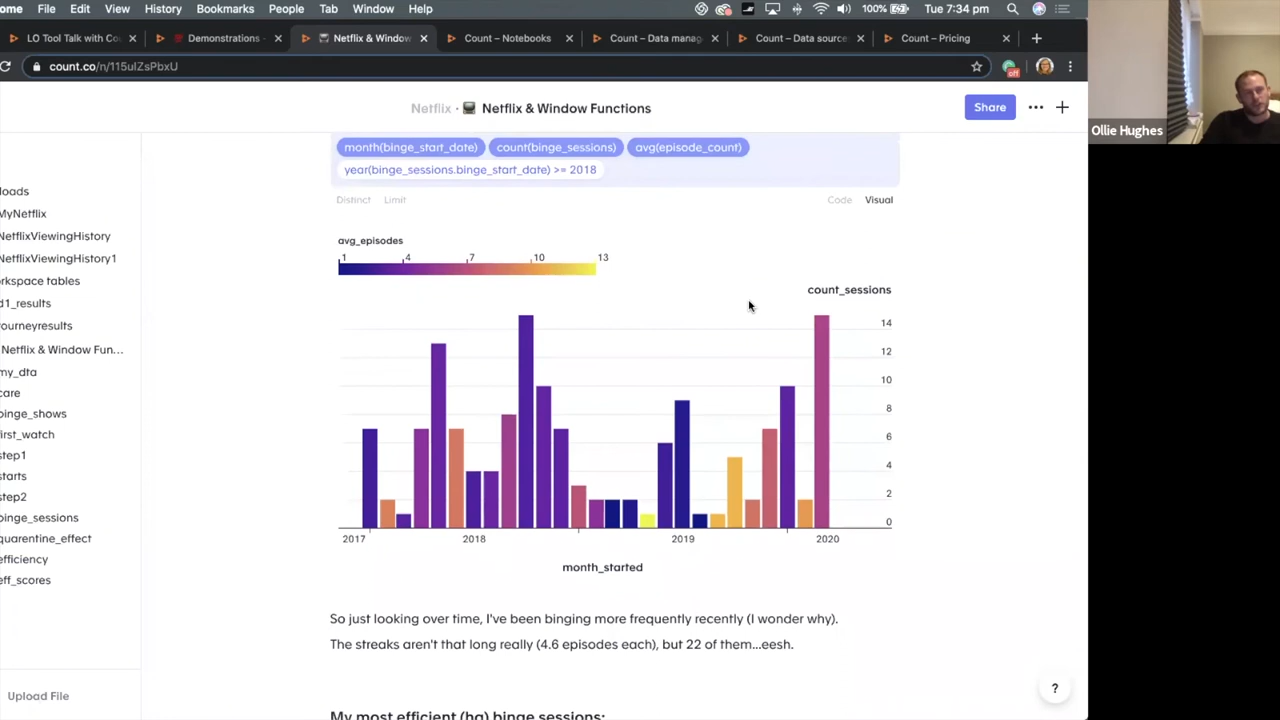 ome File Edit View History Bookmarks People Tab Window Help 100% Tue 7:34 pm
LO Tool Talk with Co Demonstrations - Netflix & Window Count – Notebooks Count – Data manag Count – Data source Count – Pricing
count.co/n/115uIZsPbxU off
Netflix · Netflix & Window Functions Share
Ollie Hughes
month(binge_start_date) count(binge_sessions) avg(episode_count)
year(binge_sessions.binge_start_date) >= 2018
Distinct Limit Code Visual
loads
MyNetflix
NetflixViewingHistory
NetflixViewingHistory1
rkspace tables
d1_results
ourneyresults
Netflix & Window Fun...
my_dta
care
binge_shows
first_watch
step1
starts
step2
binge_sessions
quarentine_effect
efficiency
eff_scores
Upload File
avg_episodes
1 4 7 10 13
count_sessions
14
12
10
8
6
4
2
0
2017 2018 2019 2020
month_started
So just looking over time, I've been binging more frequently recently (I wonder why).
The streaks aren't that long really (4.6 episodes each), but 22 of them...eesh.
My most efficient (ha) binge sessions:
?